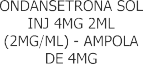 ONDANSETRONA SOL
INJ 4MG 2ML
(2MG/ML) - AMPOLA
DE 4MG